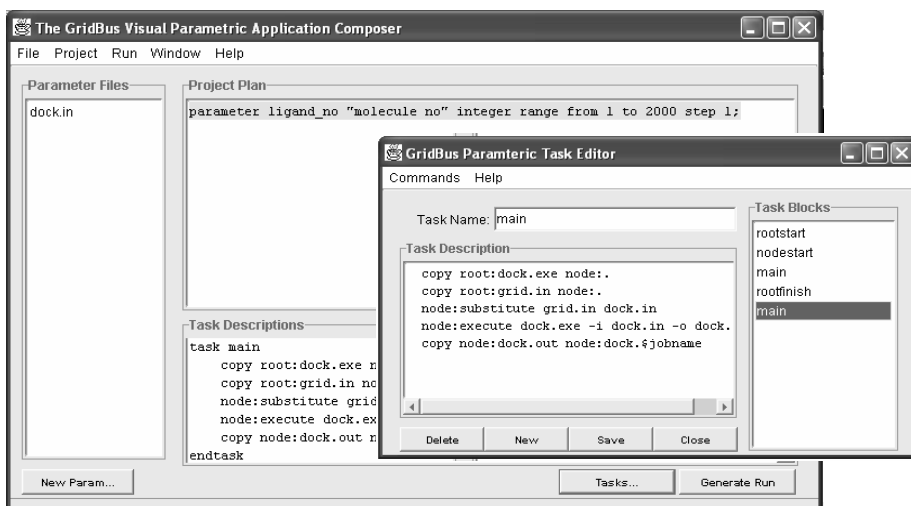 The GridBus Visual Parametric Application Composer
File Project Run Window Help
Parameter Files
dock.in
Project Plan
parameter ligand_no "molecule no" integer range from 1 to 2000 step 1;
Task Descriptions
task main
copy root:dock.exe n
copy root:grid.in no
node:substitute grid
node:execute dock.ex
copy node:dock.out n
endtask
New Param...
Tasks...
Generate Run
GridBus Paramteric Task Editor
Commands Help
Task Name: main
Task Description
copy root:dock.exe node:.
copy root:grid.in node:.
node:substitute grid.in dock.in
node:execute dock.exe -i dock.in -o dock.
copy node:dock.out node:dock.$jobname
Delete
New
Save
Close
Task Blocks
rootstart
nodestart
main
rootfinish
main